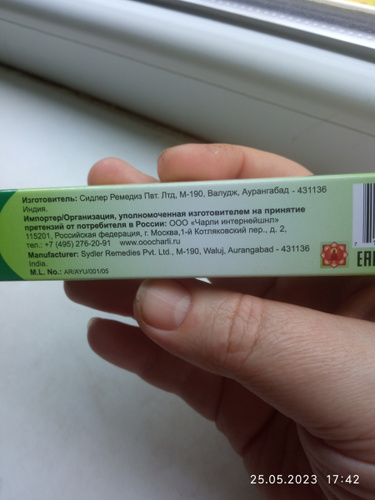 Изготовитель: Сидлер Ремедиз Пвт. Лтд, М-190, Валудж, Аурангабад - 431136
Индия.
Импортер/Организация, уполномоченная изготовителем на принятие
претензий от потребителя в России: ООО «Чарли интернейшнл»
115201, Российская федерация, г. Москва,1-й Котляковский пер., д. 2,
тел.: +7 (495) 276-20-91 www.ooocharli.ru
Manufacturer: Sydler Remedies Pvt. Ltd., M-190, Waluj, Aurangabad - 431136
India.
M.L. No.: AR/AYU/001/05
7
EAC
25.05.2023 17:42